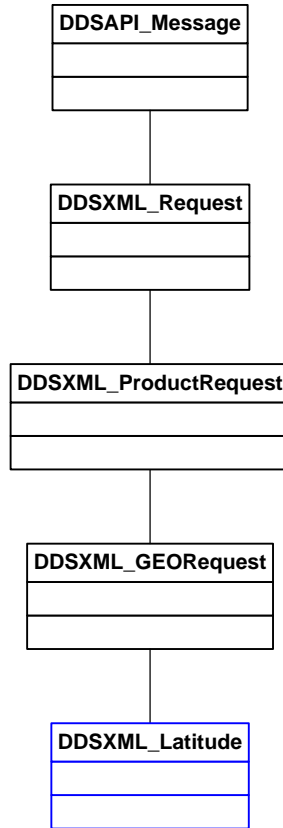 DDSAPI_Message
DDSXML_Request
DDSXML_ProductRequest
DDSXML_GEORequest
DDSXML_Latitude